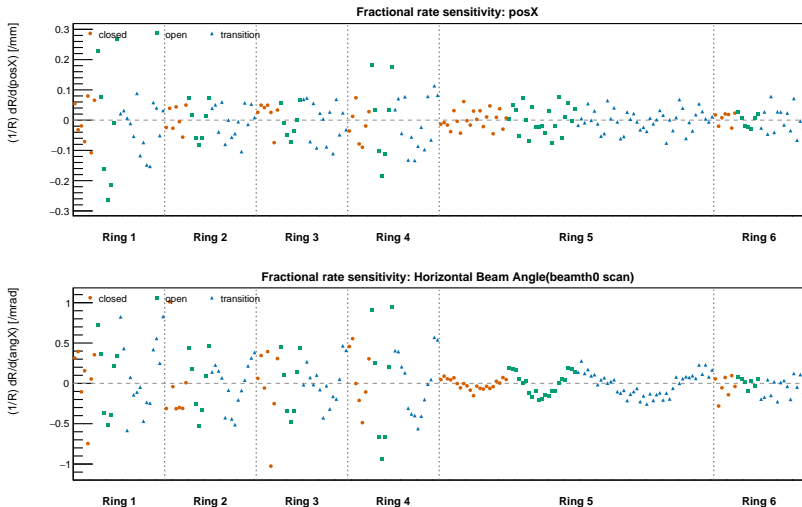 Fractional rate sensitivity: posX
(1/R) dR/d(posX) [/mm]
0.3
closed open transition
0.2
0.1
0
−0.1
−0.2
−0.3
Ring 1 Ring 2 Ring 3 Ring 4 Ring 5 Ring 6
Fractional rate sensitivity: Horizontal Beam Angle(beamth0 scan)
(1/R) dR/d(angX) [/mrad]
1
closed open transition
0.5
0
−0.5
−1
Ring 1 Ring 2 Ring 3 Ring 4 Ring 5 Ring 6